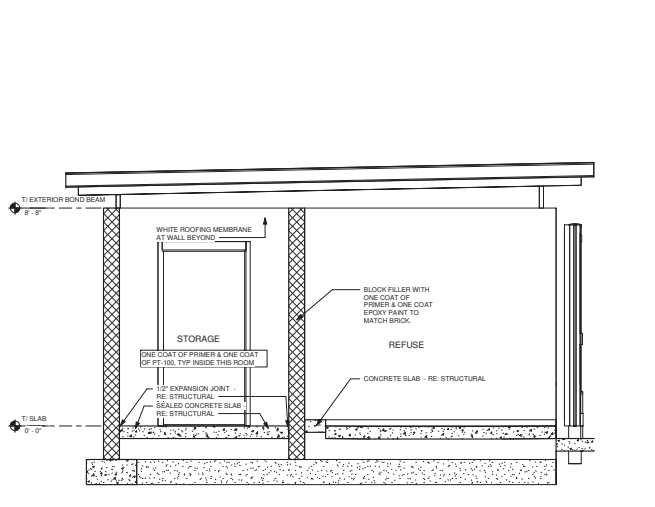 T/ EXTERIOR BOND BEAM
8' - 8"
WHITE ROOFING MEMBRANE
AT WALL BEYOND
BLOCK FILLER WITH
ONE COAT OF
PRIMER & ONE COAT
EPOXY PAINT TO
MATCH BRICK.
STORAGE
REFUSE
ONE COAT OF PRIMER & ONE COAT
OF PT-100, TYP INSIDE THIS ROOM
CONCRETE SLAB - RE: STRUCTURAL
1/2" EXPANSION JOINT -
RE: STRUCTURAL
SEALED CONCRETE SLAB -
RE: STRUCTURAL
T/ SLAB
0' - 0"